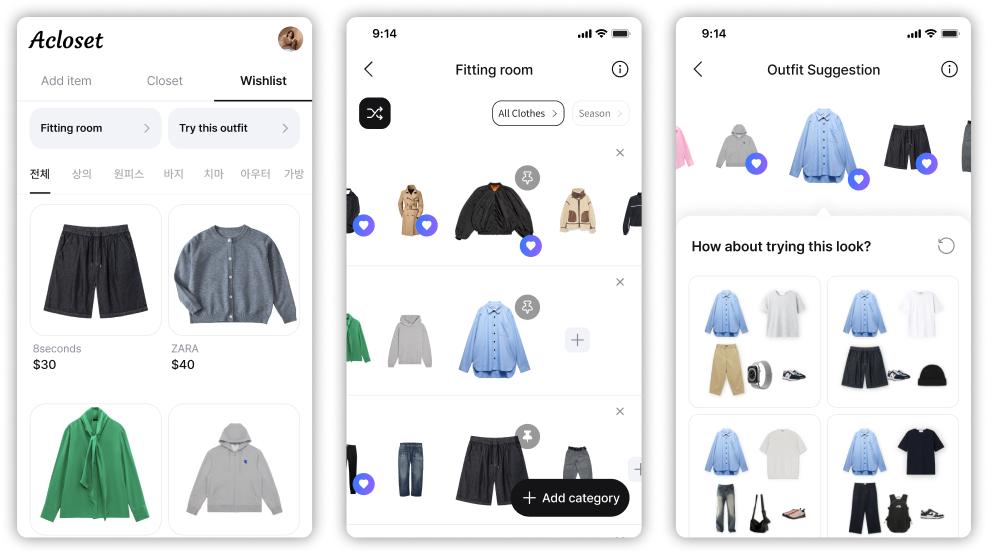 Acloset
Add item
Closet
Wishlist
Fitting room
Try this outfit
전체
상의
원피스
바지
치마
아우터
가방
8seconds
$30
ZARA
$40
9:14
Fitting room
All Clothes
Season
+ Add category
9:14
Outfit Suggestion
How about trying this look?